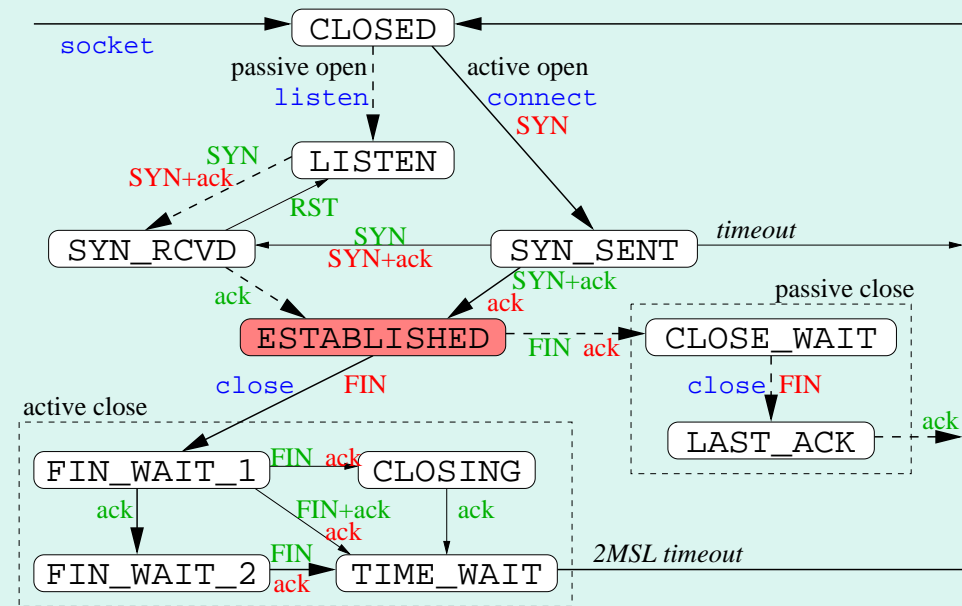 CLOSED
socket
passive open
active open
listen
connect
SYN
LISTEN
SYN
SYN+ack
RST
SYN_RCVD
SYN
SYN+ack
SYN_SENT
timeout
ack
SYN+ack
ack
passive close
ESTABLISHED
FIN ack
CLOSE_WAIT
close FIN
close FIN
active close
LAST_ACK
ack
FIN_WAIT_1
FIN ack
CLOSING
ack
FIN+ack
ack
ack
FIN_WAIT_2
FIN
ack
TIME_WAIT
2MSL timeout